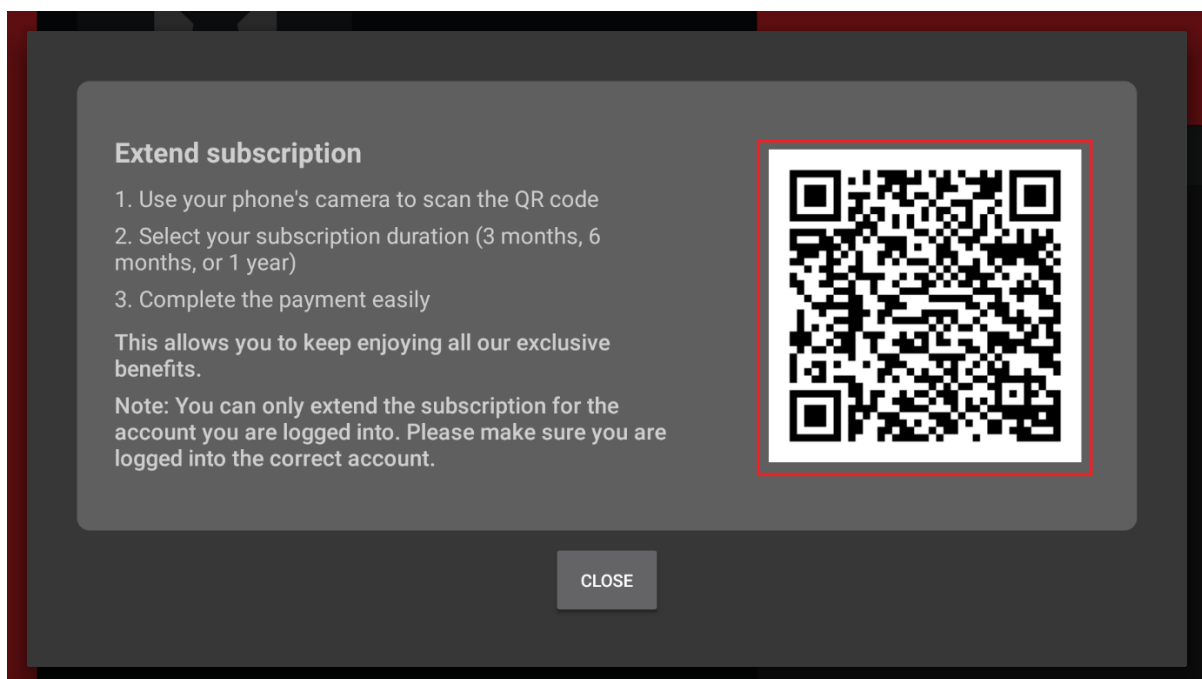 Extend subscription
1. Use your phone's camera to scan the QR code
2. Select your subscription duration (3 months, 6
months, or 1 year)
3. Complete the payment easily
This allows you to keep enjoying all our exclusive
benefits.
Note: You can only extend the subscription for the
account you are logged into. Please make sure you are
logged into the correct account.
CLOSE